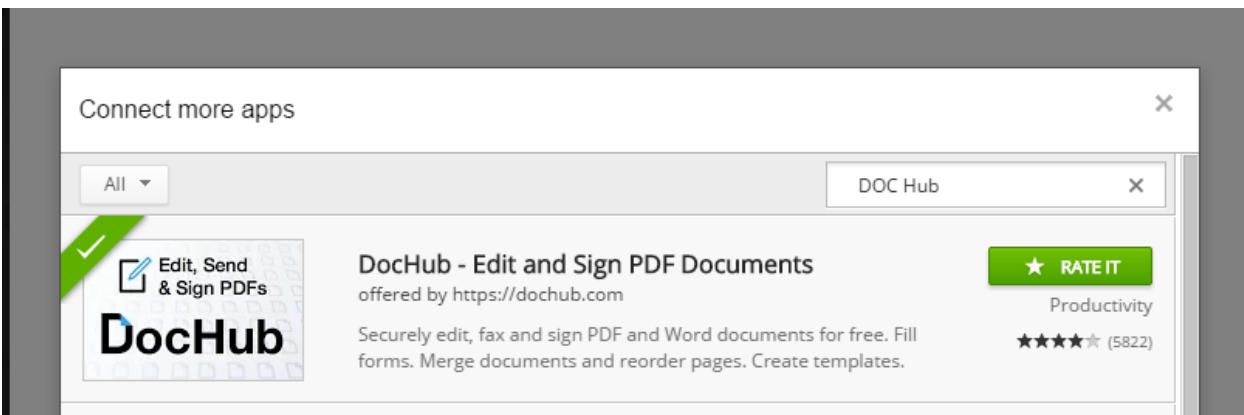 Connect more apps
All
DOC Hub
Edit, Send
& Sign PDFs
DocHub
DocHub - Edit and Sign PDF Documents
offered by https://dochub.com
Securely edit, fax and sign PDF and Word documents for free. Fill
forms. Merge documents and reorder pages. Create templates.
RATE IT
Productivity
(5822)